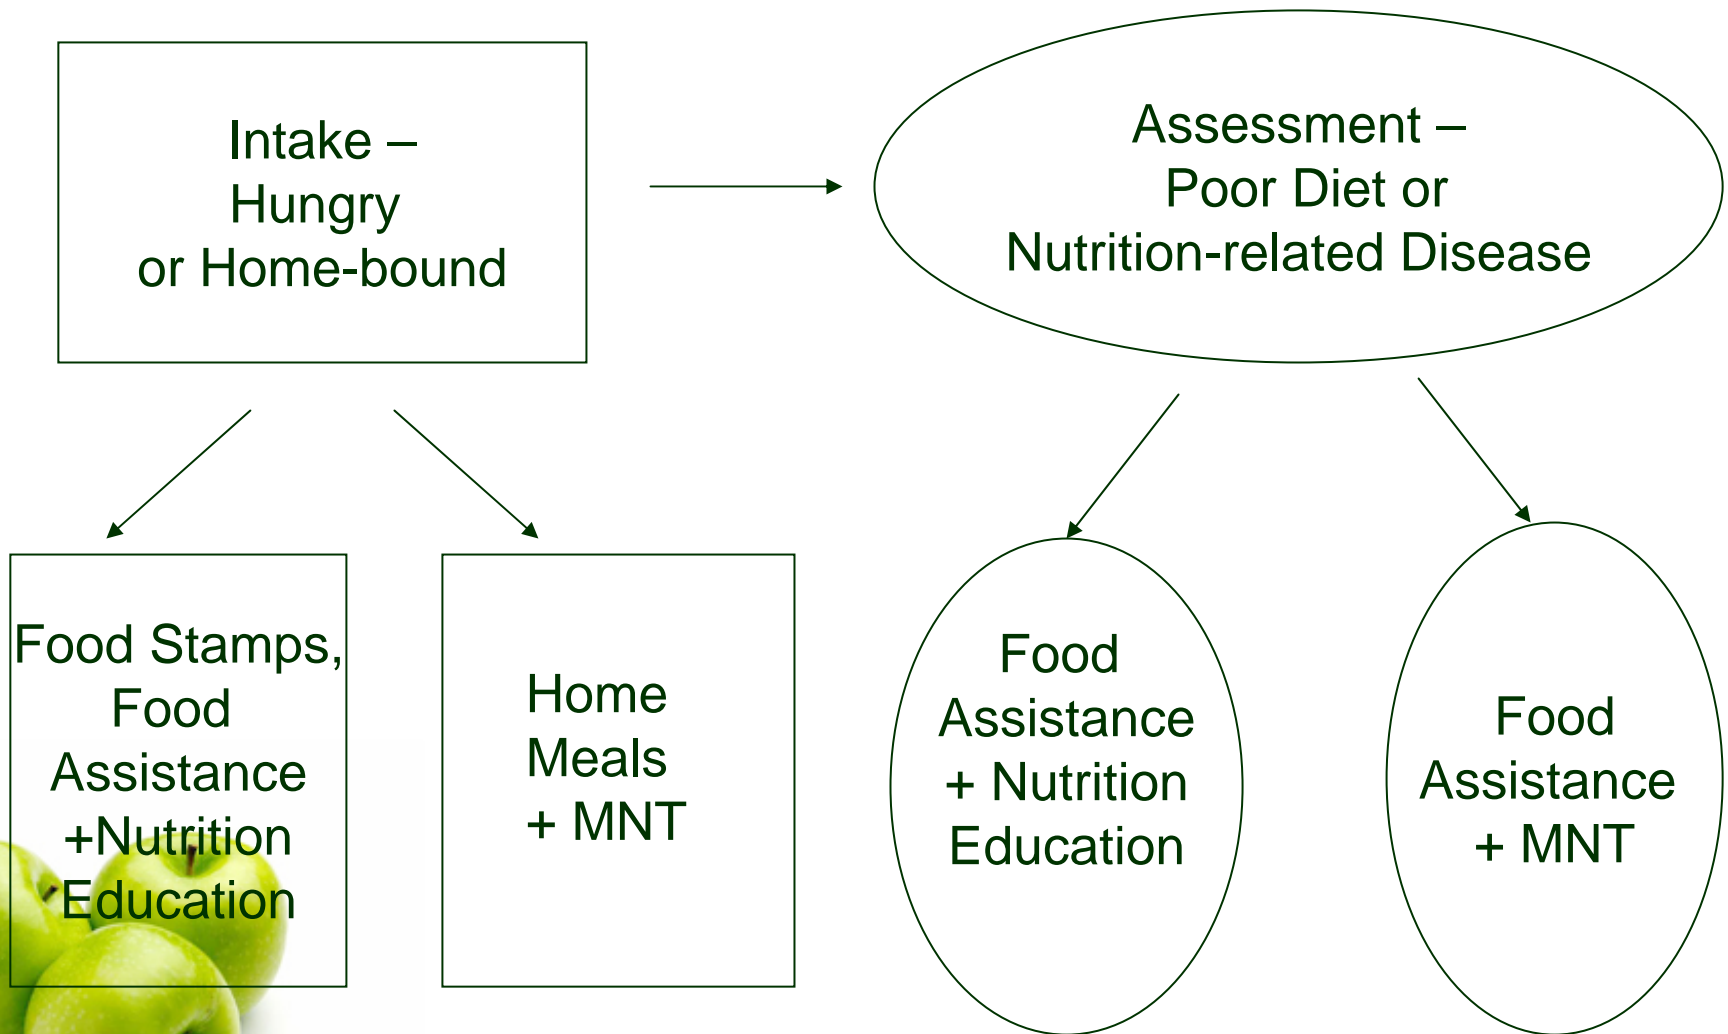 Intake –
Hungry
or Home-bound
Assessment –
Poor Diet or
Nutrition-related Disease
Food Stamps,
Food
Assistance
+Nutrition
Education
Home
Meals
+ MNT
Food
Assistance
+ Nutrition
Education
Food
Assistance
+ MNT